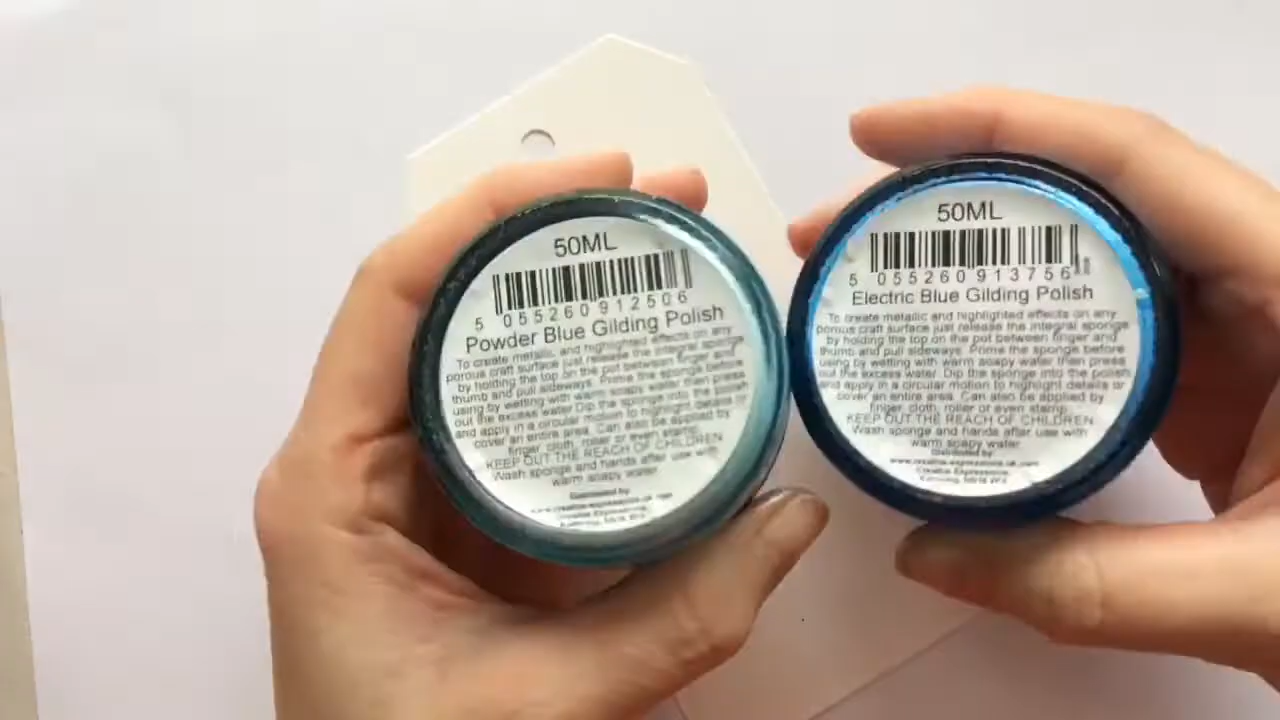 50ML
5 055260 912506
Powder Blue Gilding Polish
To create metallic and highlighted effects on any
porous craft surface just release the integral sponge
by holding the top on the pot between finger and
thumb and pull sideways. Prime the sponge before
using by wetting with warm soapy water then press
out the excess water. Dip the sponge into the polish
and apply in a circular motion to highlight details or
cover an entire area. Can also be applied by
finger, cloth, roller or even stamp.
KEEP OUT THE REACH OF CHILDREN
Wash sponge and hands after use with
warm soapy water
Distributed by
www.creative-expressions.uk.com
Creative Expressions
50ML
5 055260 913756
Electric Blue Gilding Polish
To create metallic and highlighted effects on any
porous craft surface just release the integral sponge
by holding the top on the pot between finger and
thumb and pull sideways. Prime the sponge before
using by wetting with warm soapy water then press
out the excess water. Dip the sponge into the polish
and apply in a circular motion to highlight details or
cover an entire area. Can also be applied by
finger, cloth, roller or even stamp.
KEEP OUT THE REACH OF CHILDREN
Wash sponge and hands after use with
warm soapy water
Distributed by
www.creative-expressions.uk.com
Creative Expressions